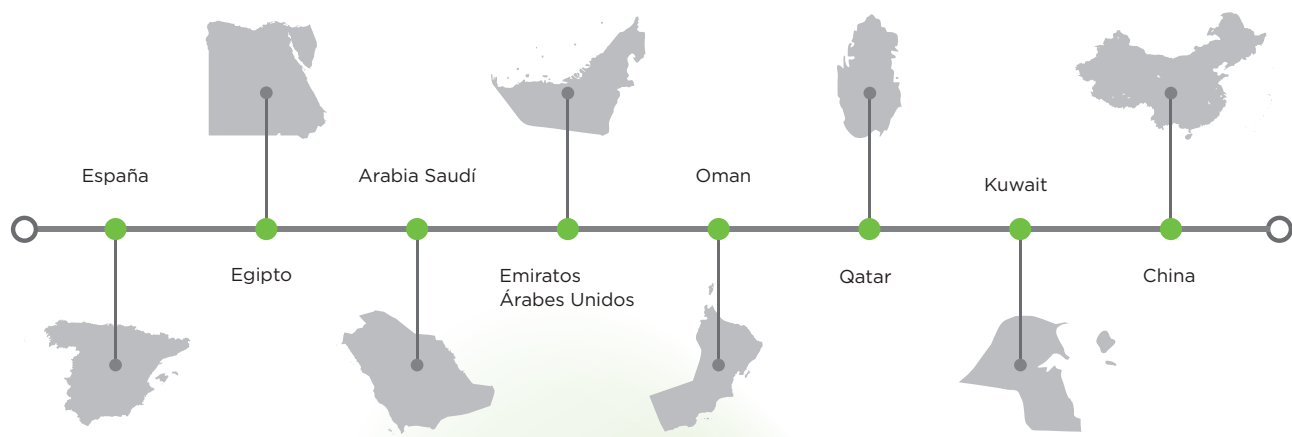 España
Arabia Saudí
Oman
Kuwait
Egipto
Emiratos
Árabes Unidos
Qatar
China